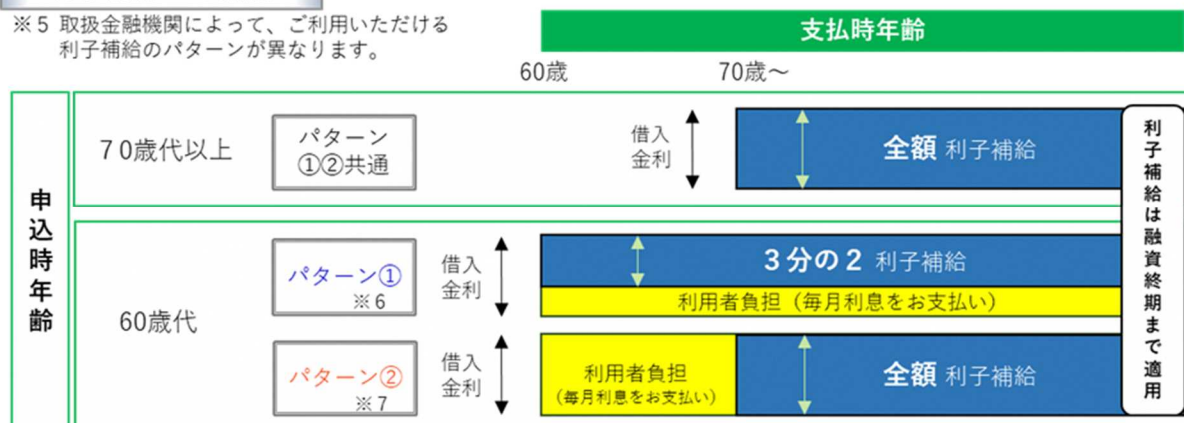 ※５ 取扱金融機関によって、ご利用いただける
利子補給のパターンが異なります。
支払時年齢
60歳
70歳～
申込時年齢
７０歳代以上
パターン
①②共通
借入
金利
全額 利子補給
60歳代
パターン①
※６
借入
金利
３分の２ 利子補給
利用者負担（毎月利息をお支払い）
パターン②
※７
借入
金利
利用者負担
（毎月利息をお支払い）
全額 利子補給
利子補給は融資終期まで適用